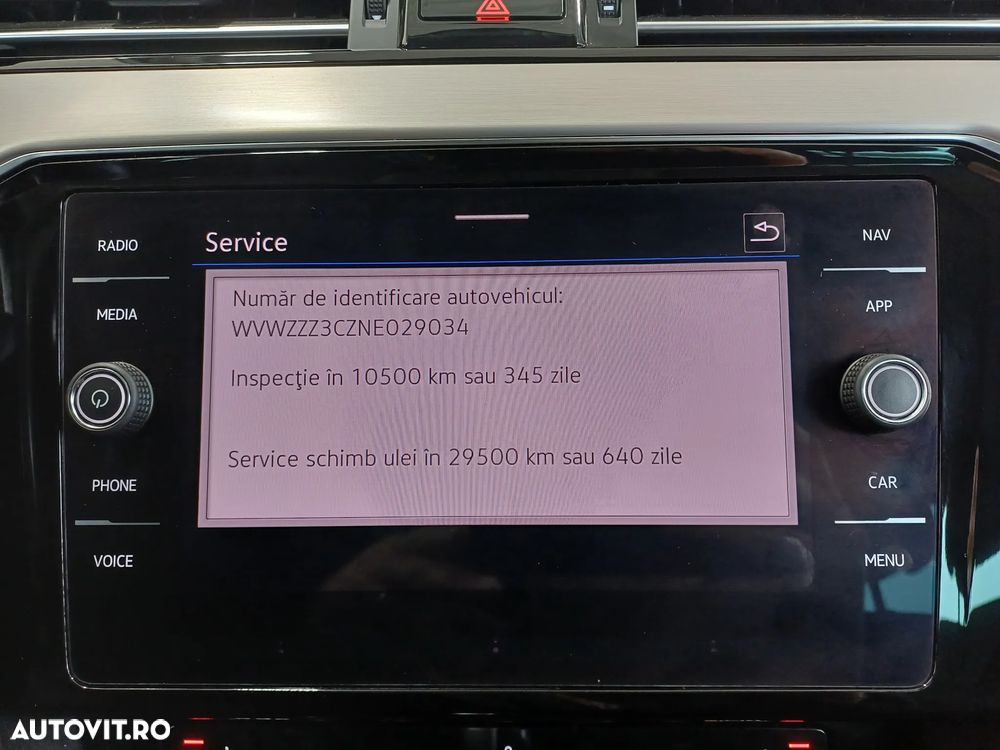 RADIO
Service
NAV
Număr de identificare autovehicul:
WVWZZZ3CZNE029034
MEDIA
APP
Inspecţie în 10500 km sau 345 zile
Service schimb ulei în 29500 km sau 640 zile
PHONE
CAR
VOICE
MENU
AUTOVIT.RO